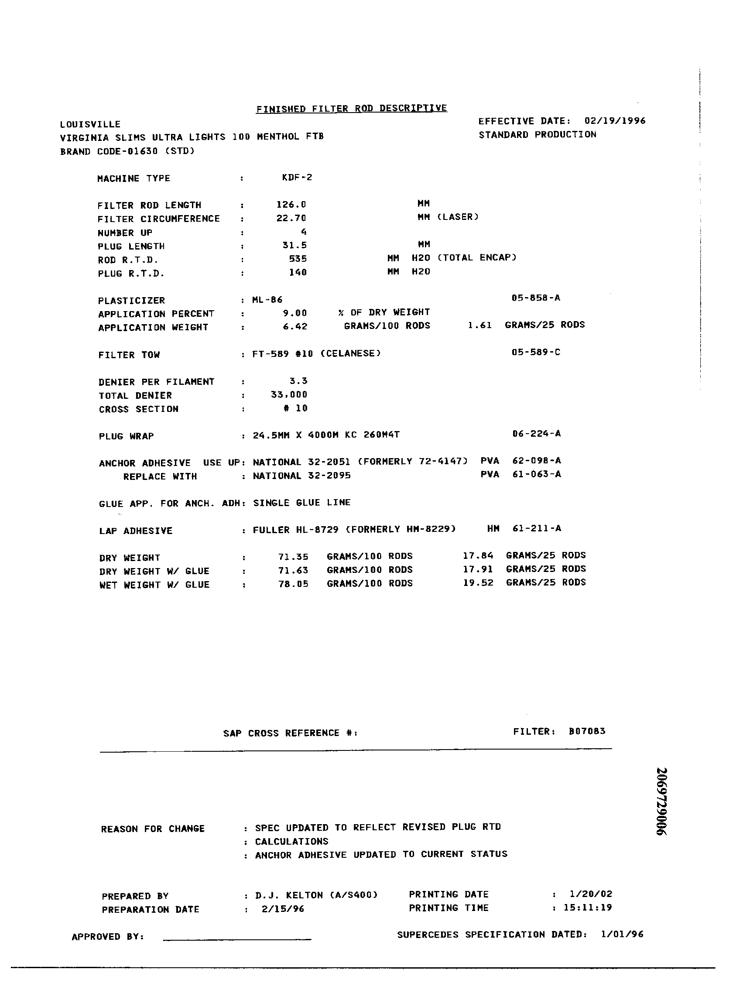 FINISHED FILTER ROD DESCRIPTIVE
LOUISVILLE EFFECTIVE DATE: 02/19/1996
VIRGINIA SLIMS ULTRA LIGHTS 100 MENTHOL FTB STANDARD PRODUCTION
BRAND CODE-01630 (STD)
MACHINE TYPE : KDF-2
FILTER ROD LENGTH : 126.0 MM
FILTER CIRCUMFERENCE : 22.70 MM (LASER)
NUMBER UP : 4
PLUG LENGTH : 31.5 MM
ROD R.T.D. : 535 MM H2O (TOTAL ENCAP)
PLUG R.T.D. : 140 MM H2O
PLASTICIZER : ML-86 05-858-A
APPLICATION PERCENT : 9.00 % OF DRY WEIGHT
APPLICATION WEIGHT : 6.42 GRAMS/100 RODS 1.61 GRAMS/25 RODS
FILTER TOW : FT-589 #10 (CELANESE) 05-589-C
DENIER PER FILAMENT : 3.3
TOTAL DENIER : 33,000
CROSS SECTION : # 10
PLUG WRAP : 24.5MM X 4000M KC 260M4T 06-224-A
ANCHOR ADHESIVE USE UP: NATIONAL 32-2051 (FORMERLY 72-4147) PVA 62-098-A
REPLACE WITH : NATIONAL 32-2095 PVA 61-063-A
GLUE APP. FOR ANCH. ADH: SINGLE GLUE LINE
LAP ADHESIVE : FULLER HL-8729 (FORMERLY HM-8229) HM 61-211-A
DRY WEIGHT : 71.35 GRAMS/100 RODS 17.84 GRAMS/25 RODS
DRY WEIGHT W/ GLUE : 71.63 GRAMS/100 RODS 17.91 GRAMS/25 RODS
WET WEIGHT W/ GLUE : 78.05 GRAMS/100 RODS 19.52 GRAMS/25 RODS
SAP CROSS REFERENCE #: FILTER: B07083
2069729006
REASON FOR CHANGE : SPEC UPDATED TO REFLECT REVISED PLUG RTD
: CALCULATIONS
: ANCHOR ADHESIVE UPDATED TO CURRENT STATUS
PREPARED BY : D.J. KELTON (A/S400) PRINTING DATE : 1/20/02
PREPARATION DATE : 2/15/96 PRINTING TIME : 15:11:19
APPROVED BY: SUPERCEDES SPECIFICATION DATED: 1/01/96